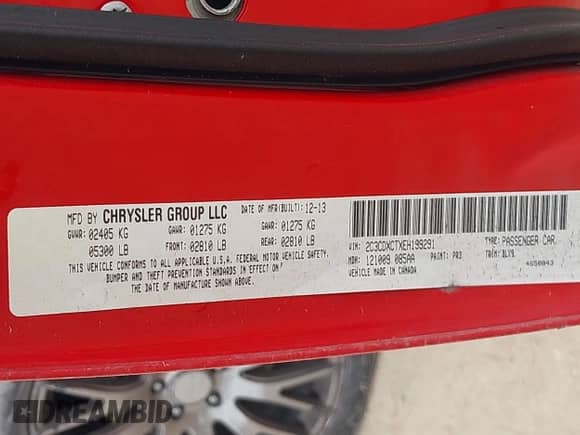 MFD BY CHRYSLER GROUP LLC DATE OF MFR(BUILT): 12-13
GVWR: 02405 KG GAWR: 01275 KG GAWR: 01275 KG
05300 LB FRONT: 02810 LB REAR: 02810 LB
THIS VEHICLE CONFORMS TO ALL APPLICABLE U.S.A. FEDERAL MOTOR VEHICLE SAFETY,
BUMPER AND THEFT PREVENTION STANDARDS IN EFFECT ON
THE DATE OF MANUFACTURE SHOWN ABOVE.
VIN: 2C3CDXCTXEH199291 TYPE: PASSENGER CAR
MDH: 121009 085AA PAINT: PR3 TRIM: DLX9
VEHICLE MADE IN CANADA 4650843
DREAMBID